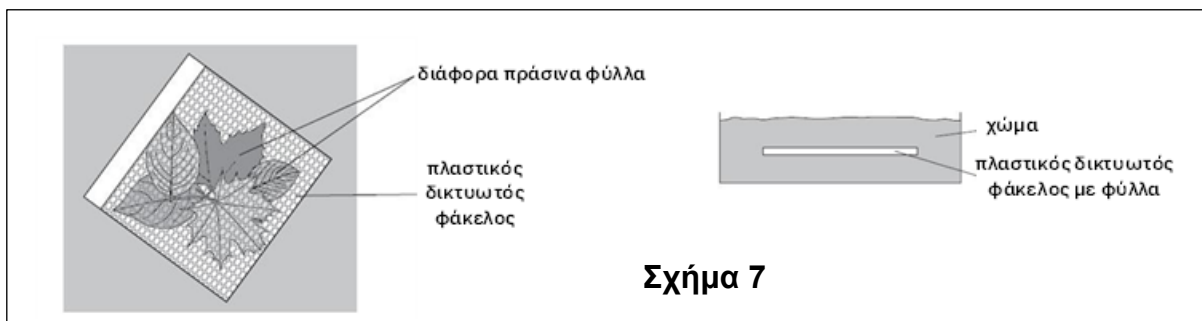 διάφορα πράσινα φύλλα
πλαστικός
δικτυωτός
φάκελος
χώμα
πλαστικός δικτυωτός
φάκελος με φύλλα
Σχήμα 7